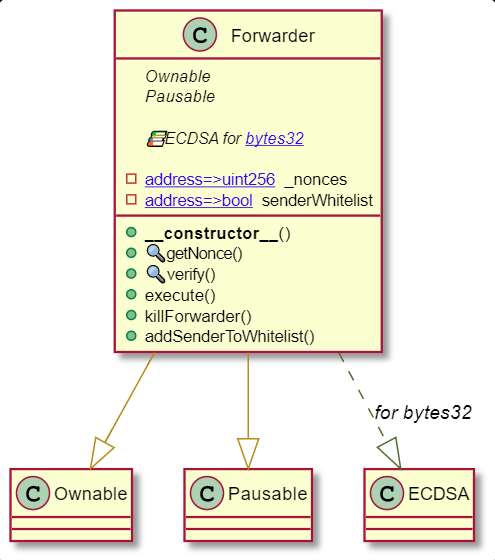 C Forwarder
Ownable
Pausable
ECDSA for bytes32
address=>uint256 _nonces
address=>bool senderWhitelist
__constructor__()
getNonce()
verify()
execute()
killForwarder()
addSenderToWhitelist()
for bytes32
C Ownable
C Pausable
C ECDSA